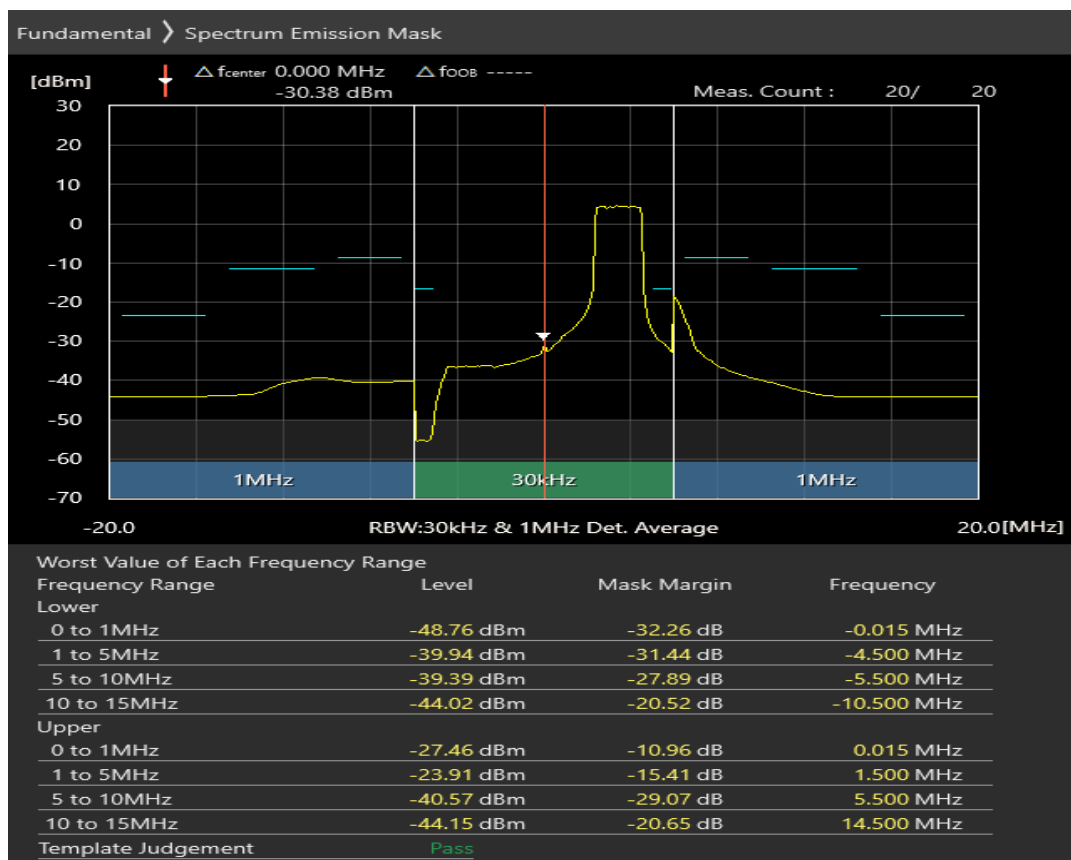 Fundamental ❯ Spectrum Emission Mask
[dBm]
△ fcenter 0.000 MHz △ fOOB -----
-30.38 dBm
Meas. Count : 20/ 20
30
20
10
0
-10
-20
-30
-40
-50
-60
-70
1MHz 30kHz 1MHz
-20.0 RBW:30kHz & 1MHz Det. Average 20.0[MHz]
Worst Value of Each Frequency Range
Frequency Range Level Mask Margin Frequency
Lower
0 to 1MHz -48.76 dBm -32.26 dB -0.015 MHz
1 to 5MHz -39.94 dBm -31.44 dB -4.500 MHz
5 to 10MHz -39.39 dBm -27.89 dB -5.500 MHz
10 to 15MHz -44.02 dBm -20.52 dB -10.500 MHz
Upper
0 to 1MHz -27.46 dBm -10.96 dB 0.015 MHz
1 to 5MHz -23.91 dBm -15.41 dB 1.500 MHz
5 to 10MHz -40.57 dBm -29.07 dB 5.500 MHz
10 to 15MHz -44.15 dBm -20.65 dB 14.500 MHz
Template Judgement Pass